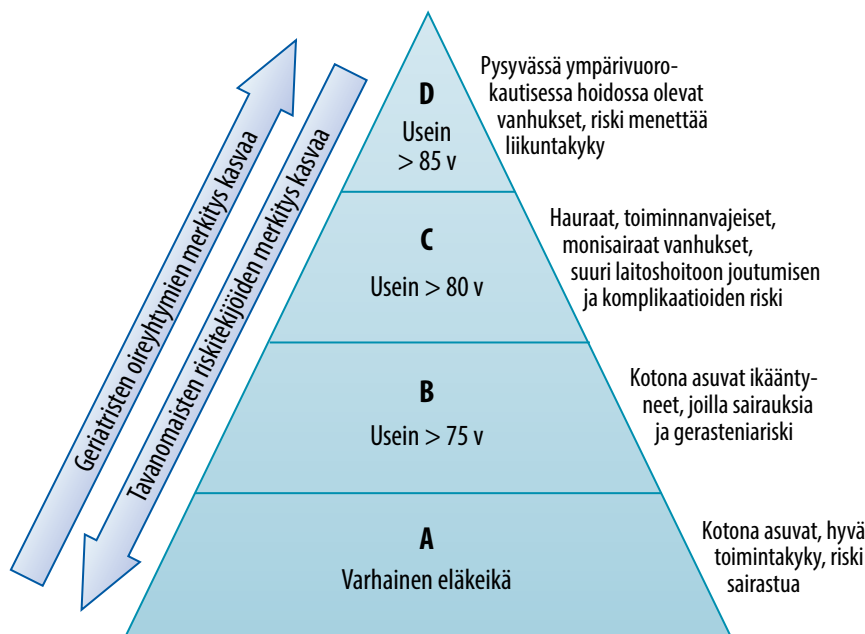 Geriatristen oireyhtymien merkitys kasvaa
Tavanomaisten riskitekijöiden merkitys kasvaa
D
Usein
> 85 v
Pysyvässä ympärivuoro-
kautisessa hoidossa olevat
vanhukset, riski menettää
liikuntakyky
C
Usein > 80 v
Hauraat, toiminnanvajeiset,
monisairaat vanhukset,
suuri laitoshoitoon joutumisen
ja komplikaatioiden riski
B
Usein > 75 v
Kotona asuvat ikäänty-
neet, joilla sairauksia
ja gerasteniariski
A
Varhainen eläkeikä
Kotona asuvat, hyvä
toimintakyky, riski
sairastua